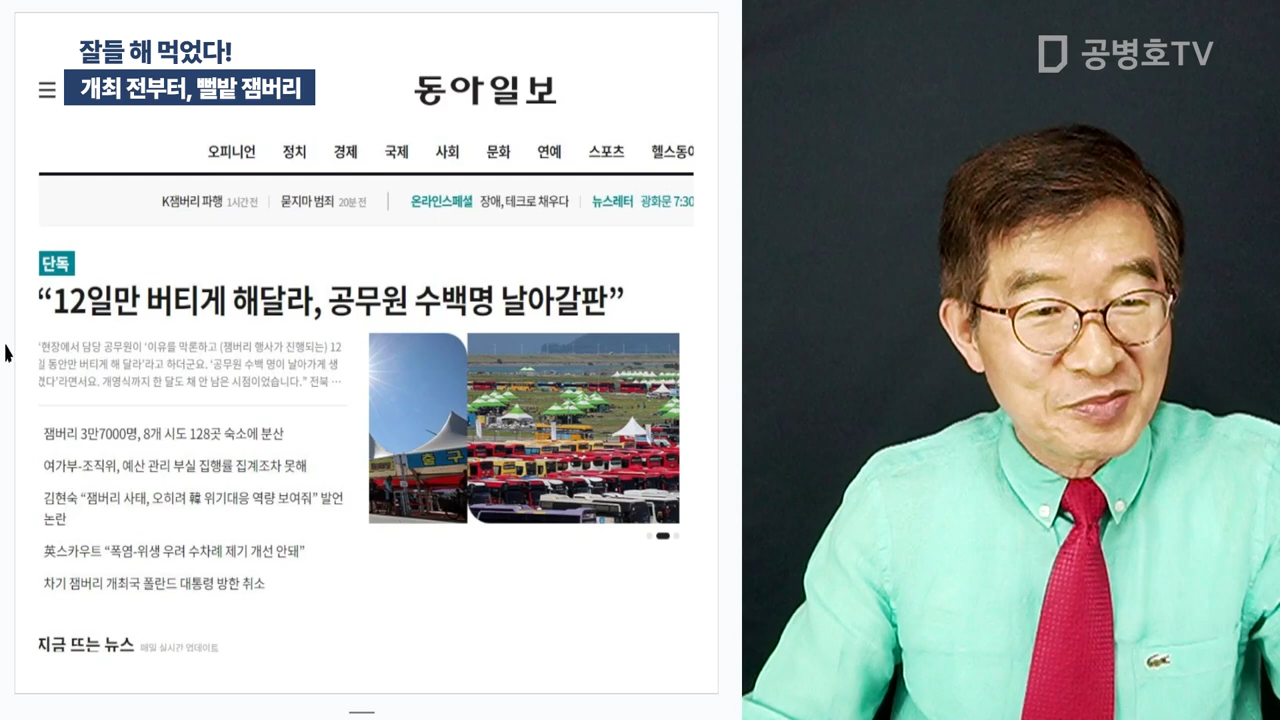 잘들 해 먹었다!
개최 전부터, 뻘밭 잼버리
동아일보
공병호TV
오피니언 정치 경제 국제 사회 문화 연예 스포츠 헬스동아
K잼버리 파행 1시간 전 묻지마 범죄 20분 전 온라인스페셜 장애, 테크로 채우다 뉴스레터 광화문 7:30
단독
“12일만 버티게 해달라, 공무원 수백명 날아갈판”
‘현장에서 담당 공무원이 ‘이유를 막론하고 (잼버리 행사가 진행되는) 12
일 동안만 버티게 해 달라’라고 하더군요. ‘공무원 수백 명이 날아가게 생
겼다’라면서요. 개영식까지 한 달도 채 안 남은 시점이었습니다.” 전북 …
출구
잼버리 3만7000명, 8개 시도 128곳 숙소에 분산
여가부-조직위, 예산 관리 부실 집행률 집계조차 못해
김현숙 “잼버리 사태, 오히려 韓 위기대응 역량 보여줘” 발언
논란
英스카우트 “폭염-위생 우려 수차례 제기 개선 안돼”
차기 잼버리 개최국 폴란드 대통령 방한 취소
지금 뜨는 뉴스 매일 실시간 업데이트